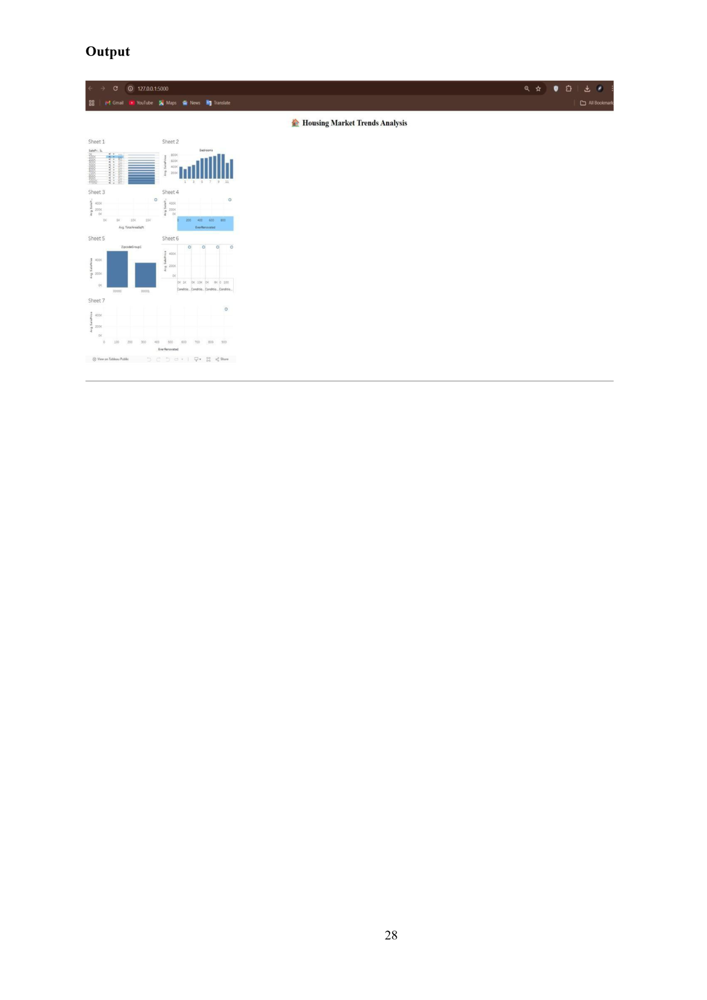 Output
127.0.0.1:5000
Gmail YouTube Maps News Translate All Bookmark
Housing Market Trends Analysis
Sheet 1
Sheet 2
SalePr..
Bedrooms
Avg. SalePrice
800K
600K
400K
200K
1 3 5 7 9 11
Sheet 3
Sheet 4
Avg. SaleP..
400K
200K
0K
0K 5K 10K 15K
Avg. TotalAreaSqft
Avg. SaleP..
400K
200K
0K
0 200 400 600 800
EverRenovated
Sheet 5
Sheet 6
ZipcodeGroup1
Avg. SalePrice
400K
200K
0K
00000 00001
Avg. SalePrice
400K
200K
0K
0K 1K 0K 10K 0K 0 100
Conditio... Conditio... Conditio... Conditio...
Sheet 7
Avg. SalePrice
400K
200K
0K
0 100 200 300 400 500 600 700 800 900
EverRenovated
View on Tableau Public Share
28